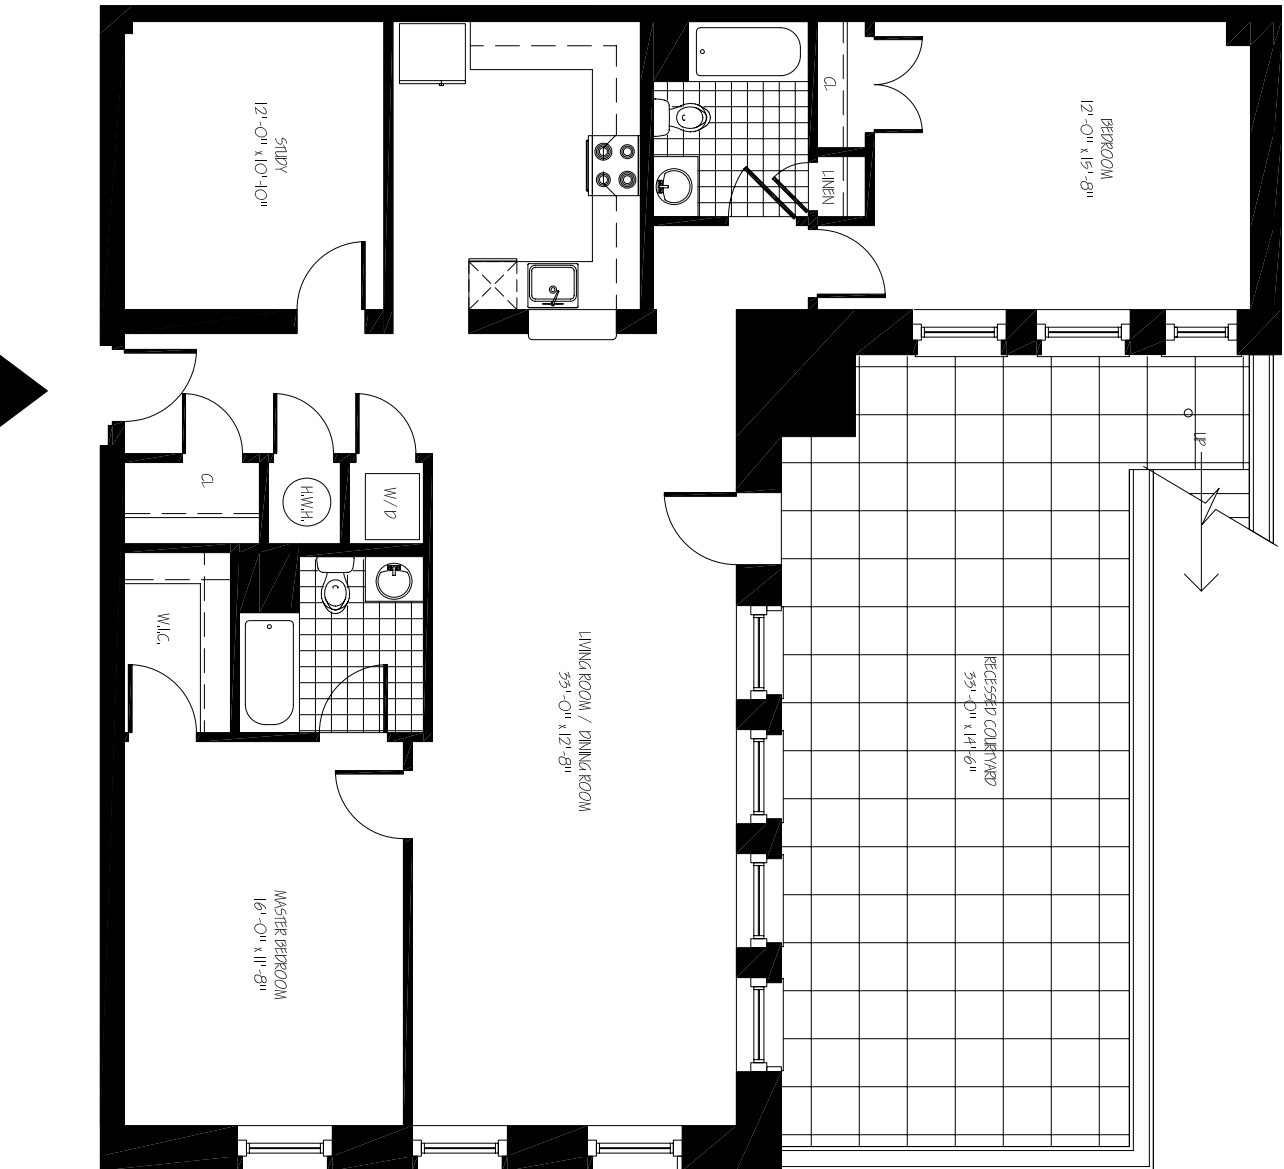 STUDY
12'-0" x 10'-10"
CL
LINEN
BEDROOM
12'-0" x 15'-8"
UP
CL
H.W.H.
W/D
W.I.C.
LIVING ROOM / DINING ROOM
33'-0" x 12'-8"
RECESSED COURTYARD
33'-0" x 14'-6"
MASTER BEDROOM
16'-0" x 11'-8"